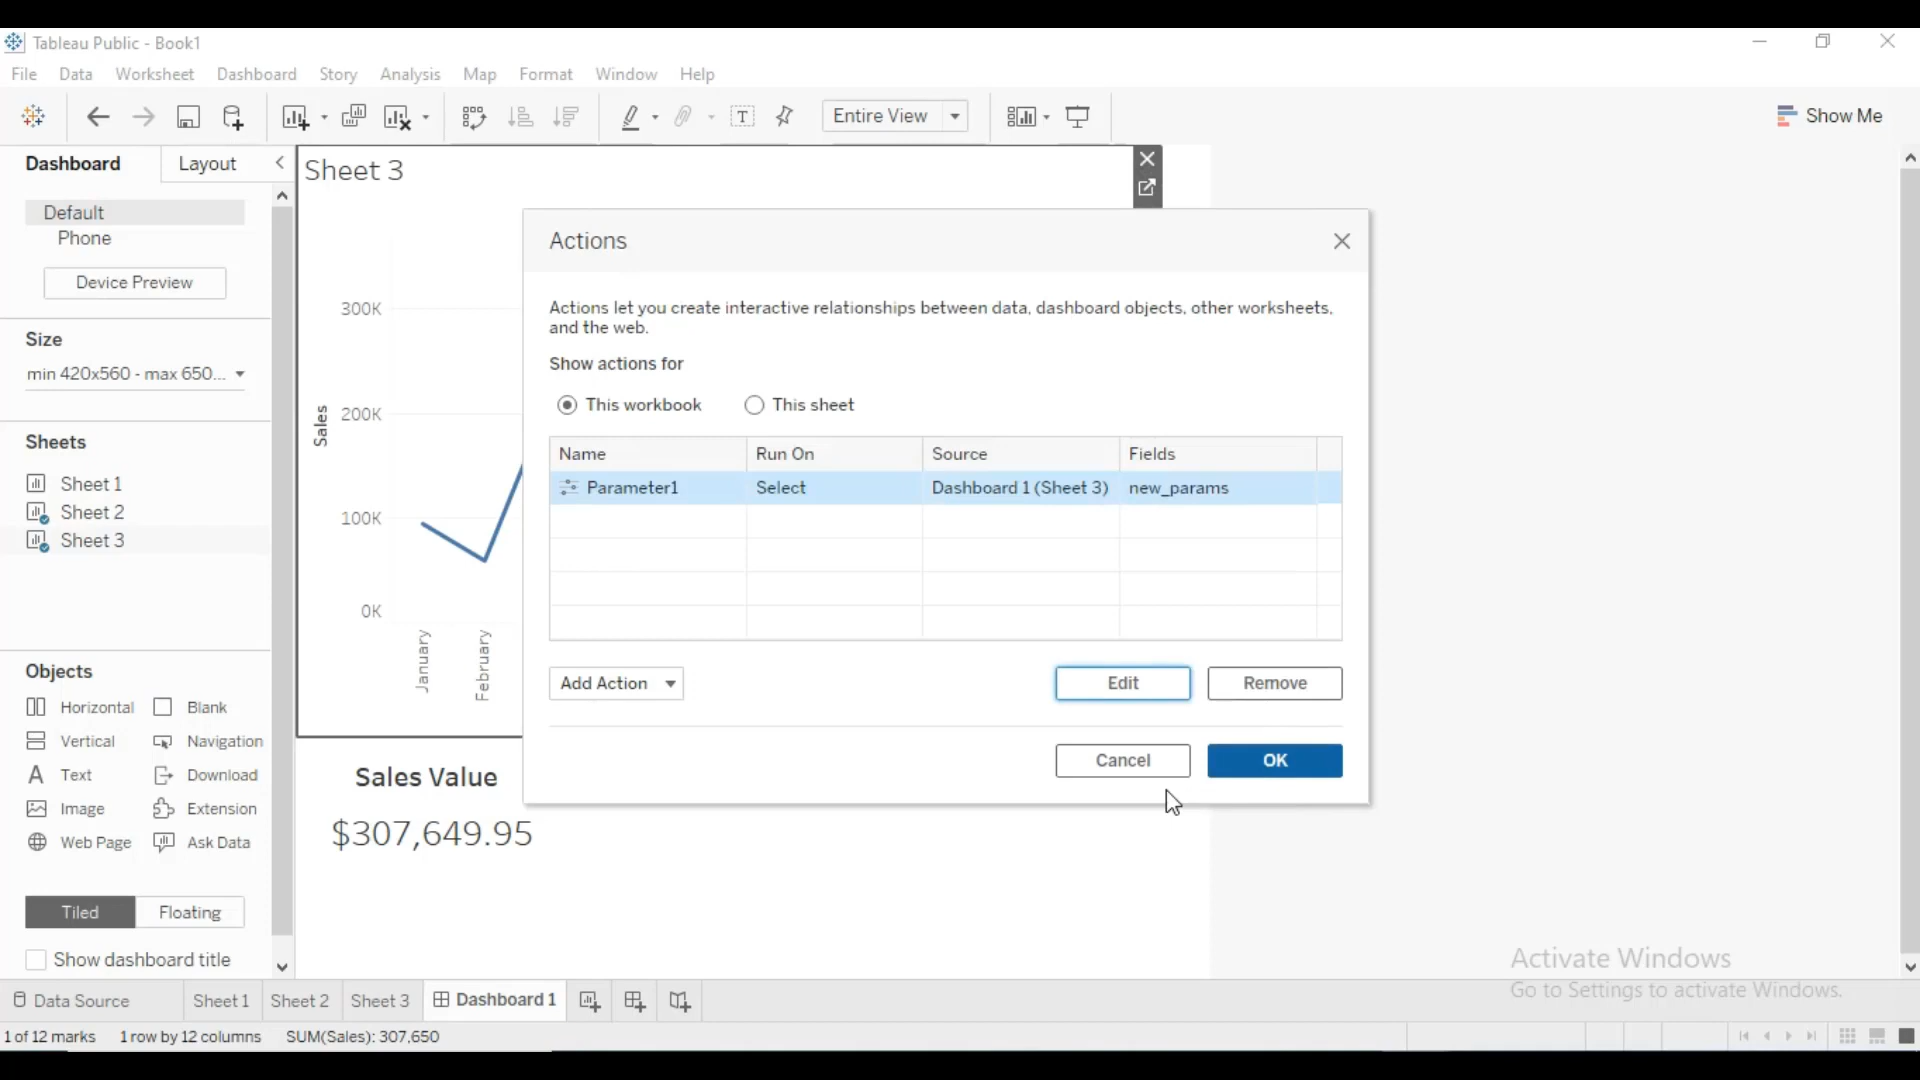 Tableau Public - Book1
File Data Worksheet Dashboard Story Analysis Map Format Window Help
Entire View
Show Me
Dashboard Layout
Default
Phone
Device Preview
Size
min 420x560 - max 650...
Sheets
Sheet 1
Sheet 2
Sheet 3
Objects
Horizontal Blank
Vertical Navigation
Text Download
Image Extension
Web Page Ask Data
Tiled Floating
Show dashboard title
Sheet 3
Sales
300K
200K
100K
0K
January
February
Sales Value
$307,649.95
Actions
Actions let you create interactive relationships between data, dashboard objects, other worksheets,
and the web.
Show actions for
This workbook This sheet
Name Run On Source Fields
Parameter1 Select Dashboard 1 (Sheet 3) new_params
Add Action Edit Remove
Cancel OK
Activate Windows
Go to Settings to activate Windows.
Data Source Sheet 1 Sheet 2 Sheet 3 Dashboard 1
1 of 12 marks 1 row by 12 columns SUM(Sales): 307,650